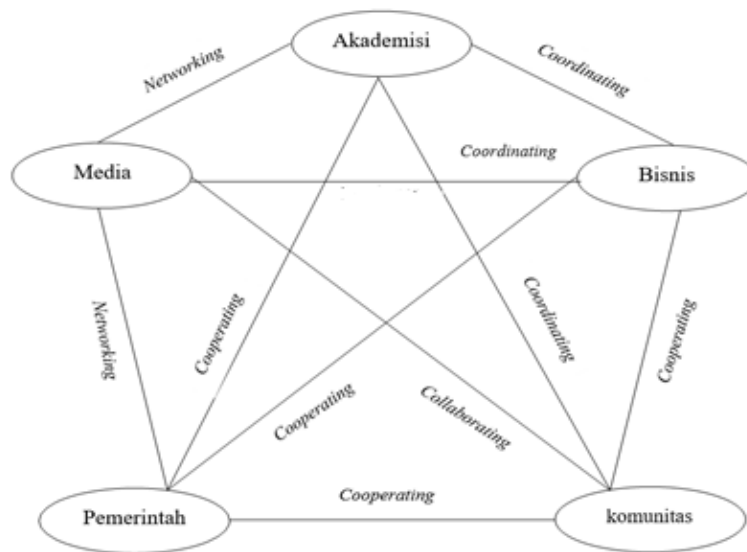 Akademisi
Networking
Coordinating
Coordinating
Media
Bisnis
Networking
Cooperating
Coordinating
Cooperating
Cooperating
Collaborating
Cooperating
Pemerintah
komunitas